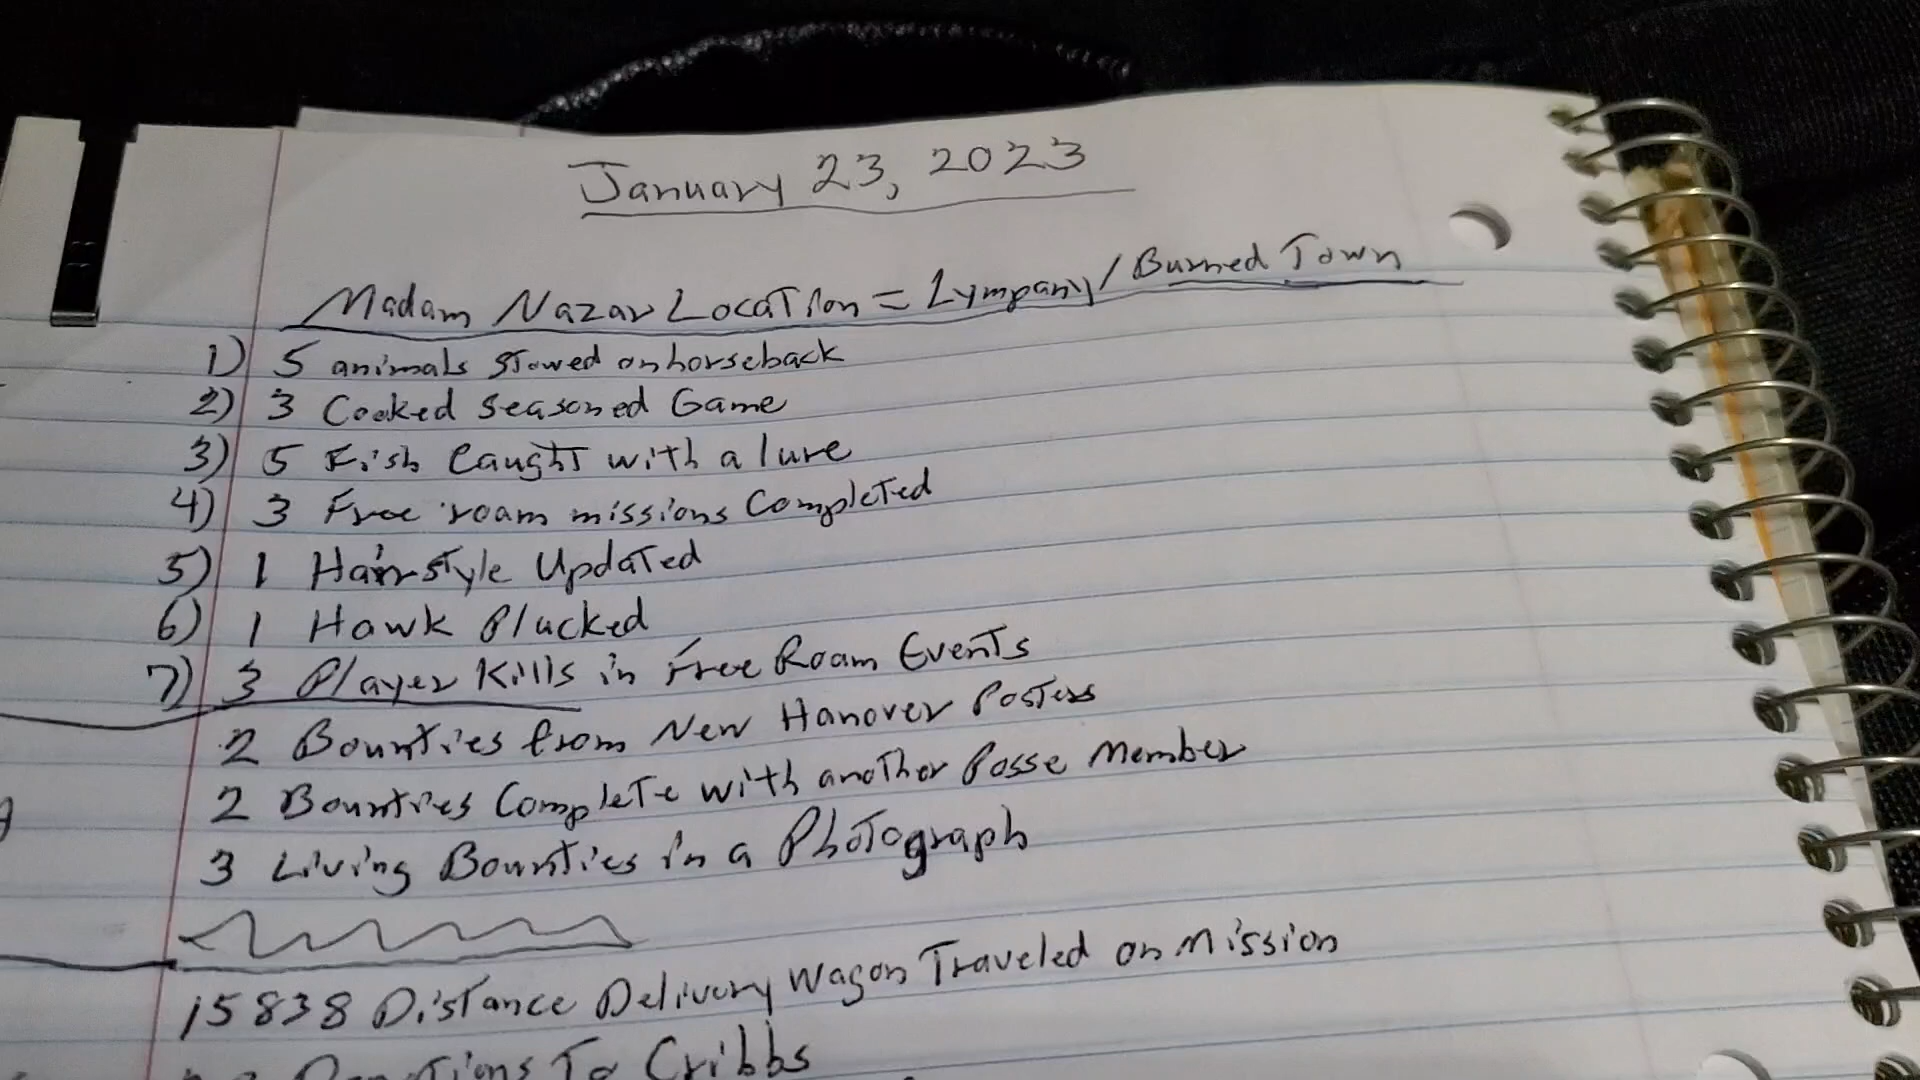 January 23, 2023
Madam Nazar Location = Lympany/Burned Town
1) 5 animals stowed on horseback
2) 3 Cooked Seasoned Game
3) 5 Fish Caught with a lure
4) 3 Free roam missions Completed
5) 1 Hairstyle Updated
6) 1 Hawk Plucked
7) 3 Player Kills in Free Roam Events
2 Bounties from New Hanover Posters
2 Bounties Complete with another Posse Member
3 Living Bounties in a Photograph
15838 Distance Delivery Wagon Traveled on Mission
Donations To Cribbs